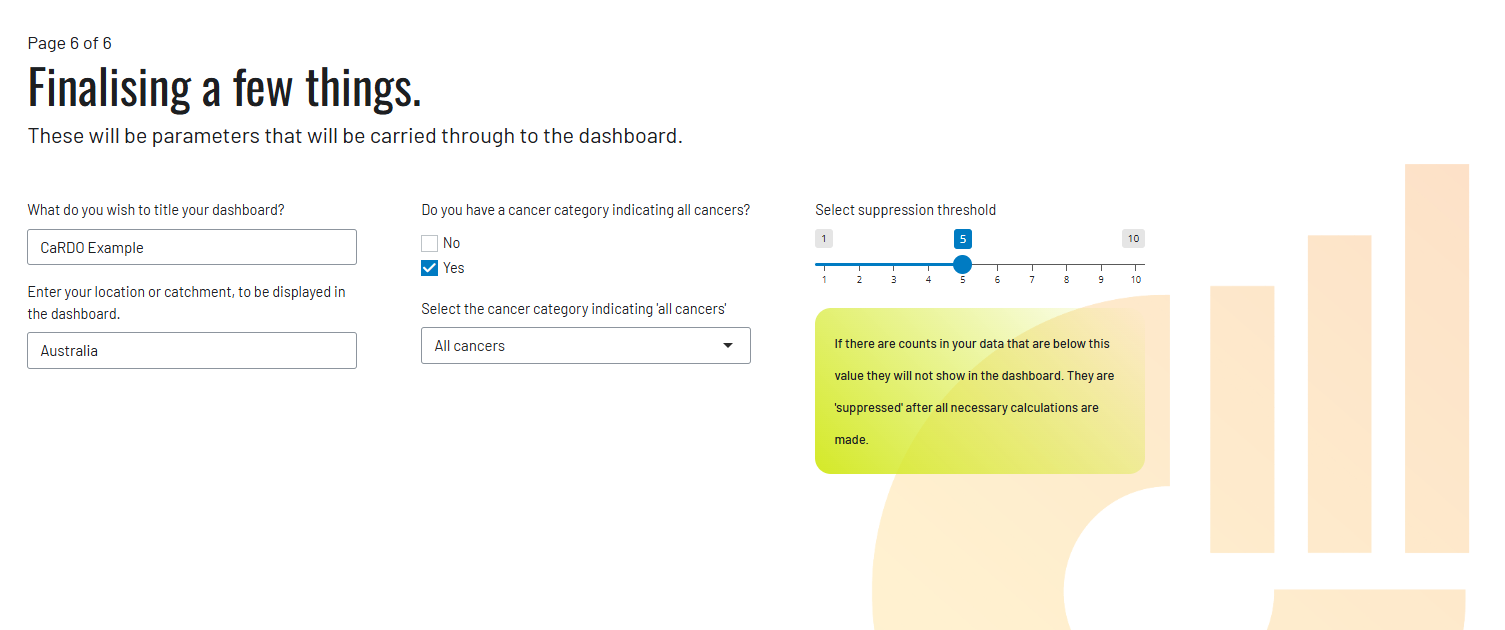 Page 6 of 6
Finalising a few things.
These will be parameters that will be carried through to the dashboard.
What do you wish to title your dashboard?
CaRDO Example
Enter your location or catchment, to be displayed in
the dashboard.
Australia
Do you have a cancer category indicating all cancers?
No
Yes
Select the cancer category indicating 'all cancers'
All cancers
Select suppression threshold
1 5 10
1 2 3 4 5 6 7 8 9 10
If there are counts in your data that are below this
value they will not show in the dashboard. They are
'suppressed' after all necessary calculations are
made.